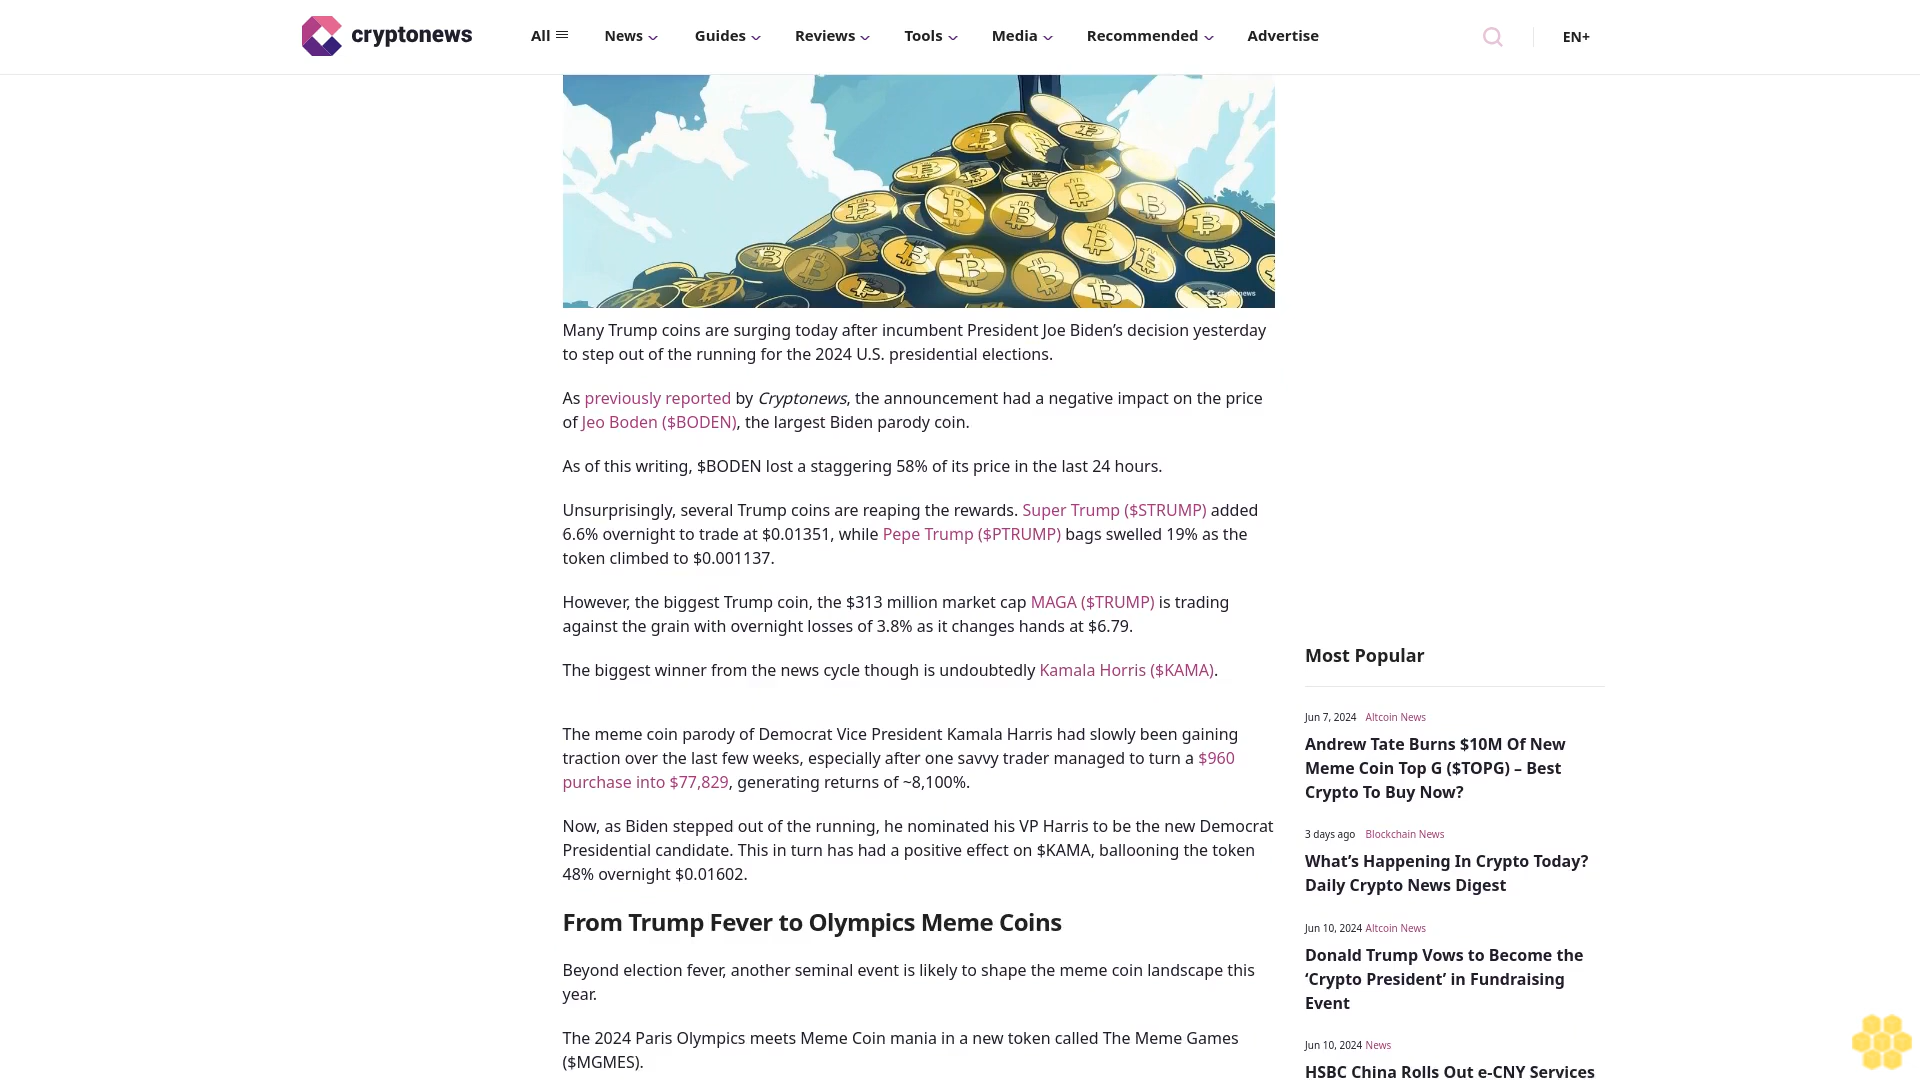 cryptonews
All
News
Guides
Reviews
Tools
Media
Recommended
Advertise
EN+
cryptonews
Many Trump coins are surging today after incumbent President Joe Biden’s decision yesterday
to step out of the running for the 2024 U.S. presidential elections.
As previously reported by Cryptonews, the announcement had a negative impact on the price
of Jeo Boden ($BODEN), the largest Biden parody coin.
As of this writing, $BODEN lost a staggering 58% of its price in the last 24 hours.
Unsurprisingly, several Trump coins are reaping the rewards. Super Trump ($STRUMP) added
6.6% overnight to trade at $0.01351, while Pepe Trump ($PTRUMP) bags swelled 19% as the
token climbed to $0.001137.
However, the biggest Trump coin, the $313 million market cap MAGA ($TRUMP) is trading
against the grain with overnight losses of 3.8% as it changes hands at $6.79.
The biggest winner from the news cycle though is undoubtedly Kamala Horris ($KAMA).
The meme coin parody of Democrat Vice President Kamala Harris had slowly been gaining
traction over the last few weeks, especially after one savvy trader managed to turn a $960
purchase into $77,829, generating returns of ~8,100%.
Now, as Biden stepped out of the running, he nominated his VP Harris to be the new Democrat
Presidential candidate. This in turn has had a positive effect on $KAMA, ballooning the token
48% overnight $0.01602.
From Trump Fever to Olympics Meme Coins
Beyond election fever, another seminal event is likely to shape the meme coin landscape this
year.
The 2024 Paris Olympics meets Meme Coin mania in a new token called The Meme Games
($MGMES).
Most Popular
Jun 7, 2024 Altcoin News
Andrew Tate Burns $10M Of New
Meme Coin Top G ($TOPG) – Best
Crypto To Buy Now?
3 days ago Blockchain News
What’s Happening In Crypto Today?
Daily Crypto News Digest
Jun 10, 2024 Altcoin News
Donald Trump Vows to Become the
‘Crypto President’ in Fundraising
Event
Jun 10, 2024 News
HSBC China Rolls Out e-CNY Services